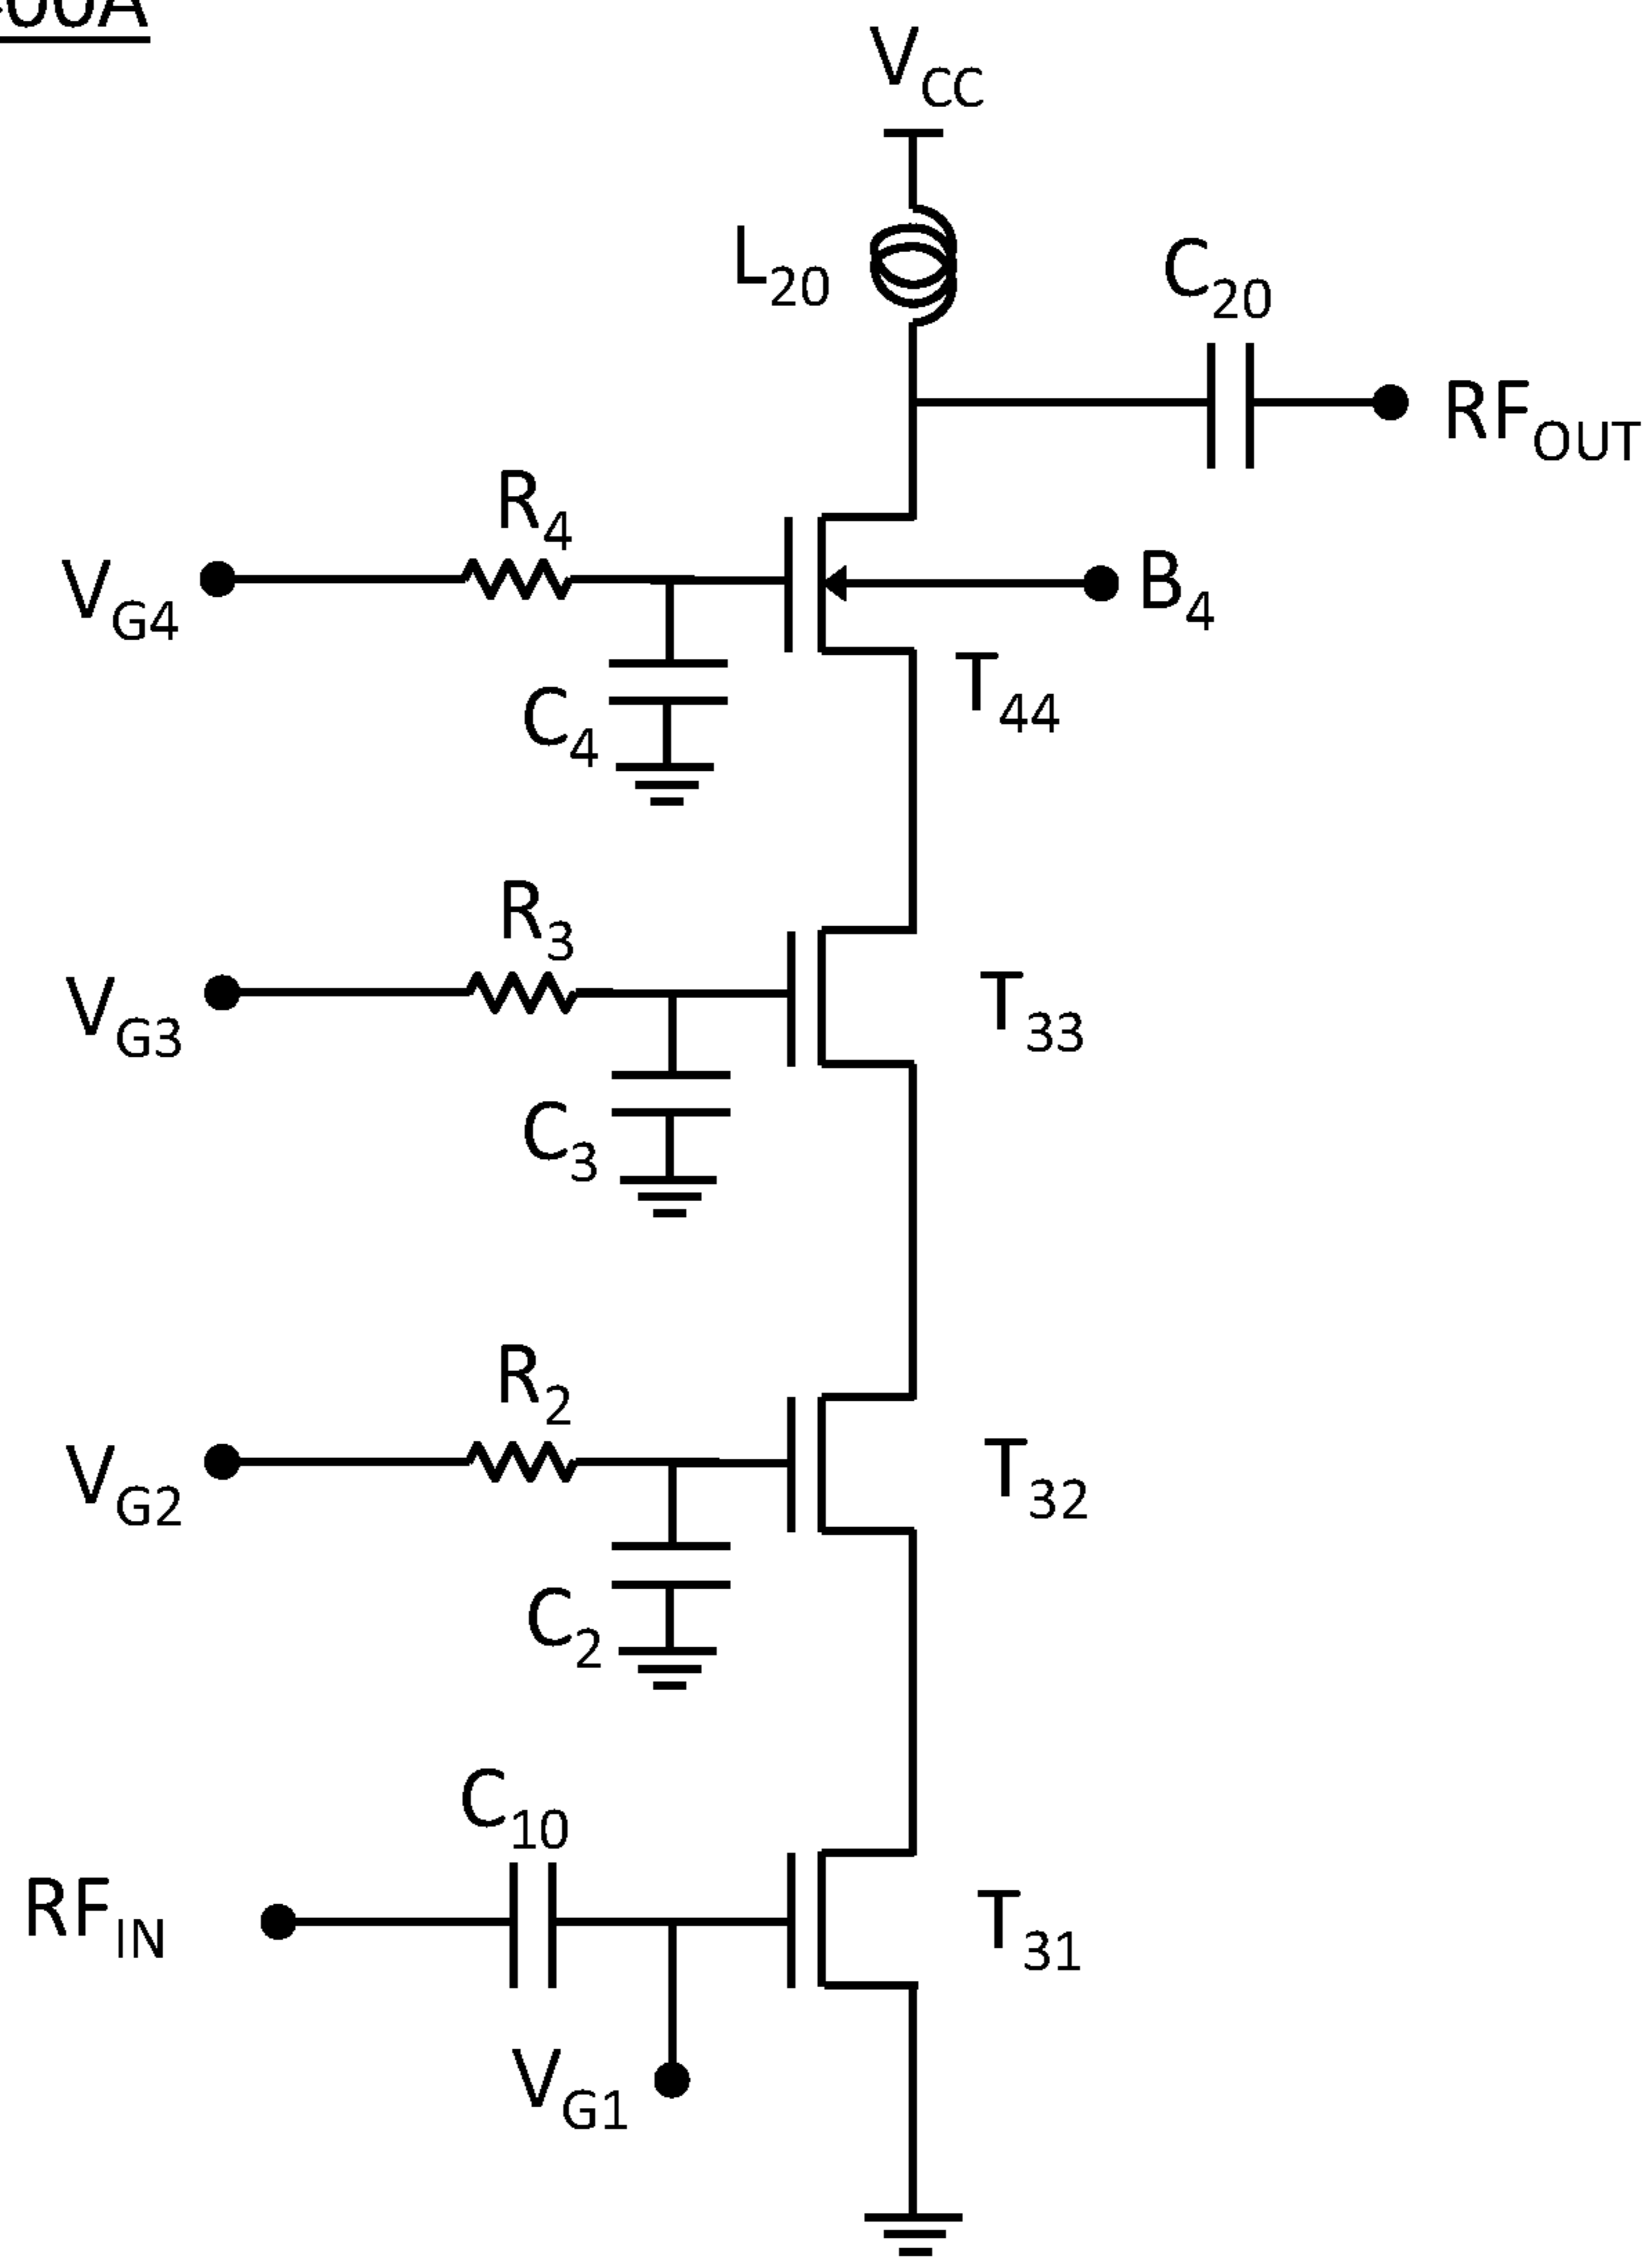 V_CC
L_20
C_20
RF_OUT
R_4
V_G4
B_4
C_4
T_44
R_3
V_G3
T_33
C_3
R_2
V_G2
T_32
C_2
C_10
RF_IN
T_31
V_G1